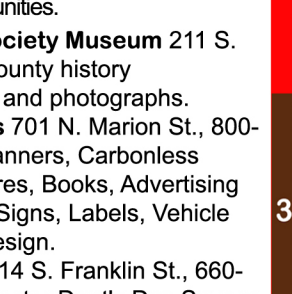 unities.
ociety Museum 211 S.
ounty history
and photographs.
s 701 N. Marion St., 800-
anners, Carbonless
res, Books, Advertising
Signs, Labels, Vehicle
esign.
14 S. Franklin St., 660-
3